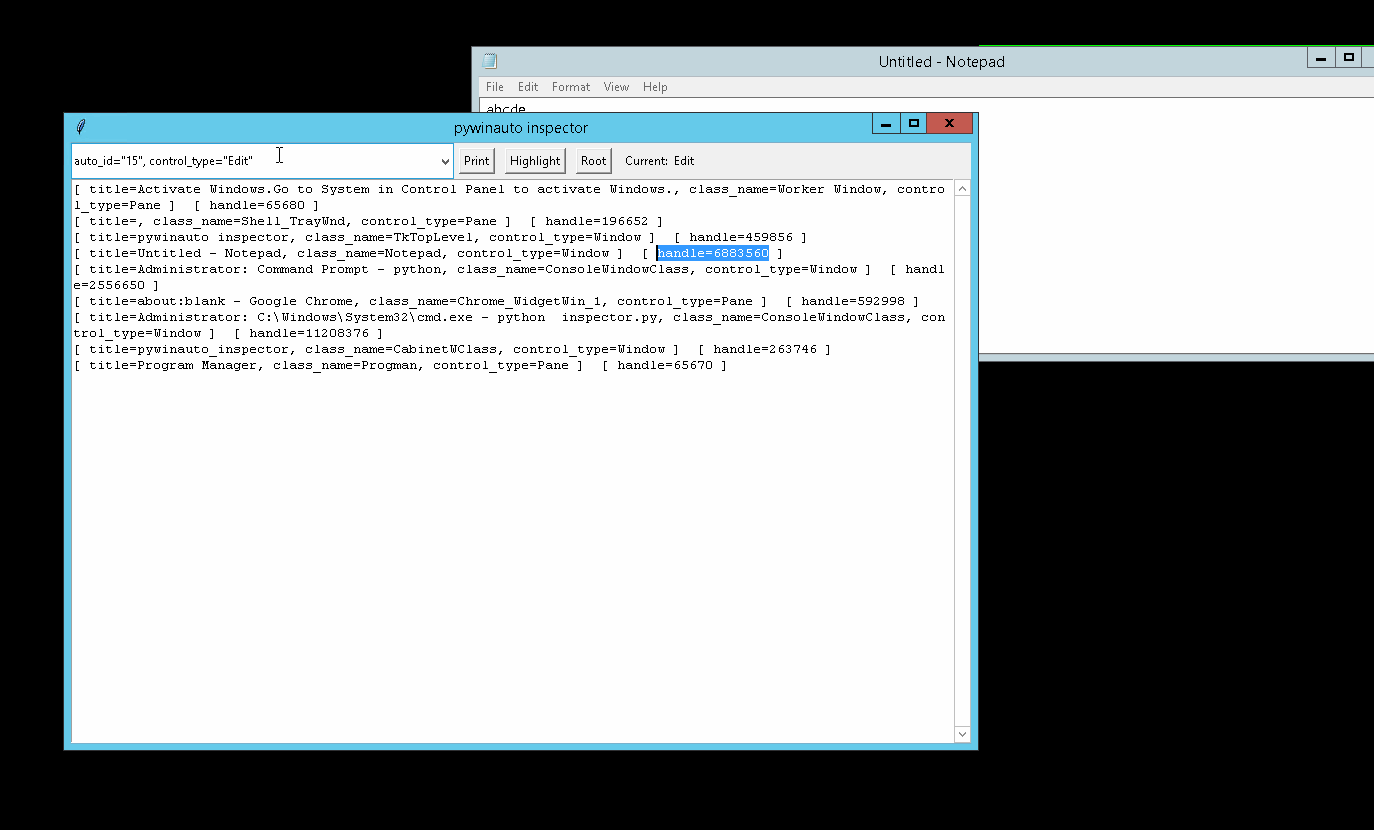 Untitled - Notepad
File Edit Format View Help
abcde
pywinauto inspector
auto_id="15", control_type="Edit" Print Highlight Root Current: Edit
[ title=Activate Windows.Go to System in Control Panel to activate Windows., class_name=Worker Window, contro
l_type=Pane ] [ handle=65680 ]
[ title=, class_name=Shell_TrayWnd, control_type=Pane ] [ handle=196652 ]
[ title=pywinauto inspector, class_name=TkTopLevel, control_type=Window ] [ handle=459856 ]
[ title=Untitled - Notepad, class_name=Notepad, control_type=Window ] [ handle=6883560 ]
[ title=Administrator: Command Prompt - python, class_name=ConsoleWindowClass, control_type=Window ] [ handl
e=2556650 ]
[ title=about:blank - Google Chrome, class_name=Chrome_WidgetWin_1, control_type=Pane ] [ handle=592998 ]
[ title=Administrator: C:\Windows\System32\cmd.exe - python  inspector.py, class_name=ConsoleWindowClass, con
trol_type=Window ] [ handle=11208376 ]
[ title=pywinauto_inspector, class_name=CabinetWClass, control_type=Window ] [ handle=263746 ]
[ title=Program Manager, class_name=Progman, control_type=Pane ] [ handle=65670 ]